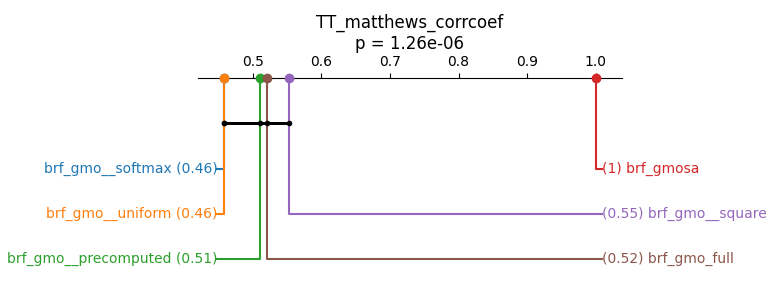 TT_matthews_corrcoef
p = 1.26e-06
0.5 0.6 0.7 0.8 0.9 1.0
brf_gmo__softmax (0.46)
(1) brf_gmosa
brf_gmo__uniform (0.46)
(0.55) brf_gmo__square
brf_gmo__precomputed (0.51)
(0.52) brf_gmo_full